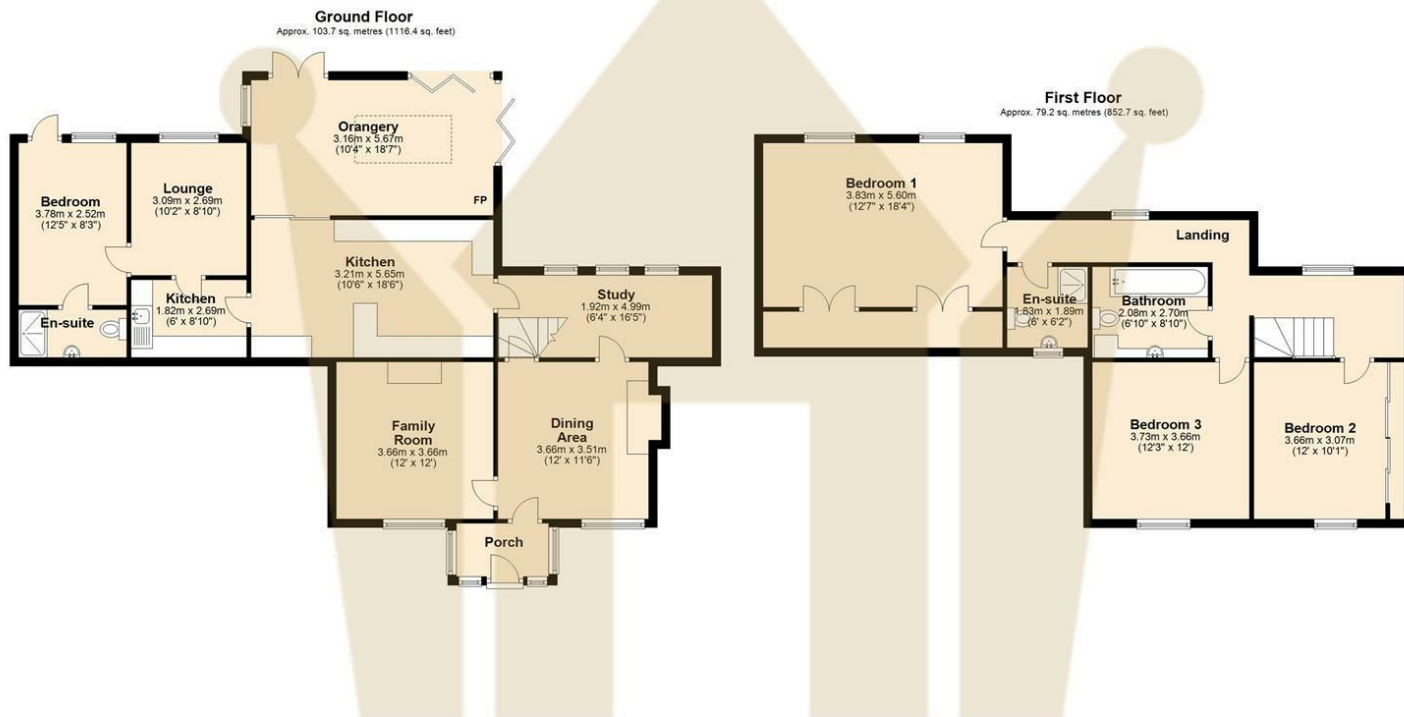 Ground Floor
Approx. 103.7 sq. metres (1116.4 sq. feet)
Orangery
3.16m x 5.67m
(10'4" x 18'7")
FP
Bedroom
3.78m x 2.52m
(12'5" x 8'3")
Lounge
3.09m x 2.69m
(10'2" x 8'10")
Kitchen
3.21m x 5.65m
(10'6" x 18'6")
Kitchen
1.82m x 2.69m
(6' x 8'10")
En-suite
Study
1.92m x 4.99m
(6'4" x 16'5")
Family
Room
3.66m x 3.66m
(12' x 12')
Dining
Area
3.66m x 3.51m
(12' x 11'6")
Porch
First Floor
Approx. 79.2 sq. metres (852.7 sq. feet)
Bedroom 1
3.83m x 5.60m
(12'7" x 18'4")
Landing
En-suite
1.83m x 1.89m
(6' x 6'2")
Bathroom
2.08m x 2.70m
(6'10" x 8'10")
Bedroom 3
3.73m x 3.66m
(12'3" x 12')
Bedroom 2
3.66m x 3.07m
(12' x 10'1")